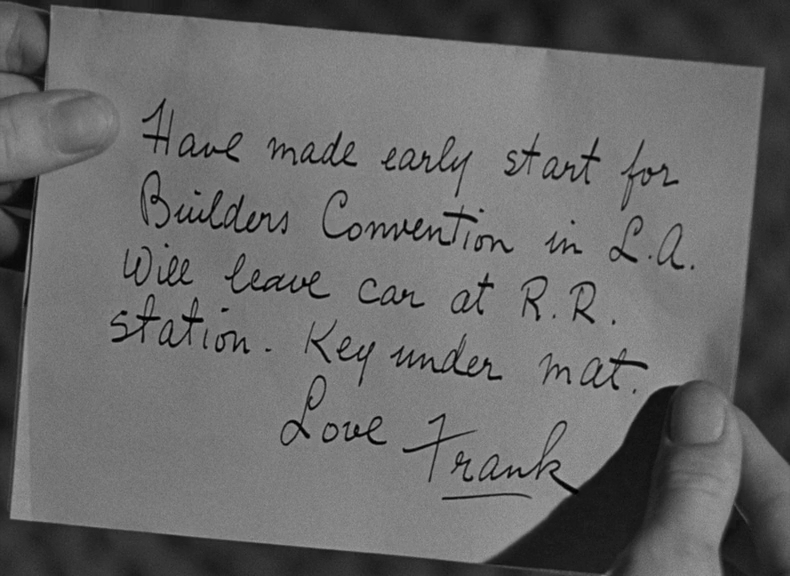 Have made early start for
Builders Convention in L.A.
Will leave car at R.R.
station. Key under mat.
Love Frank